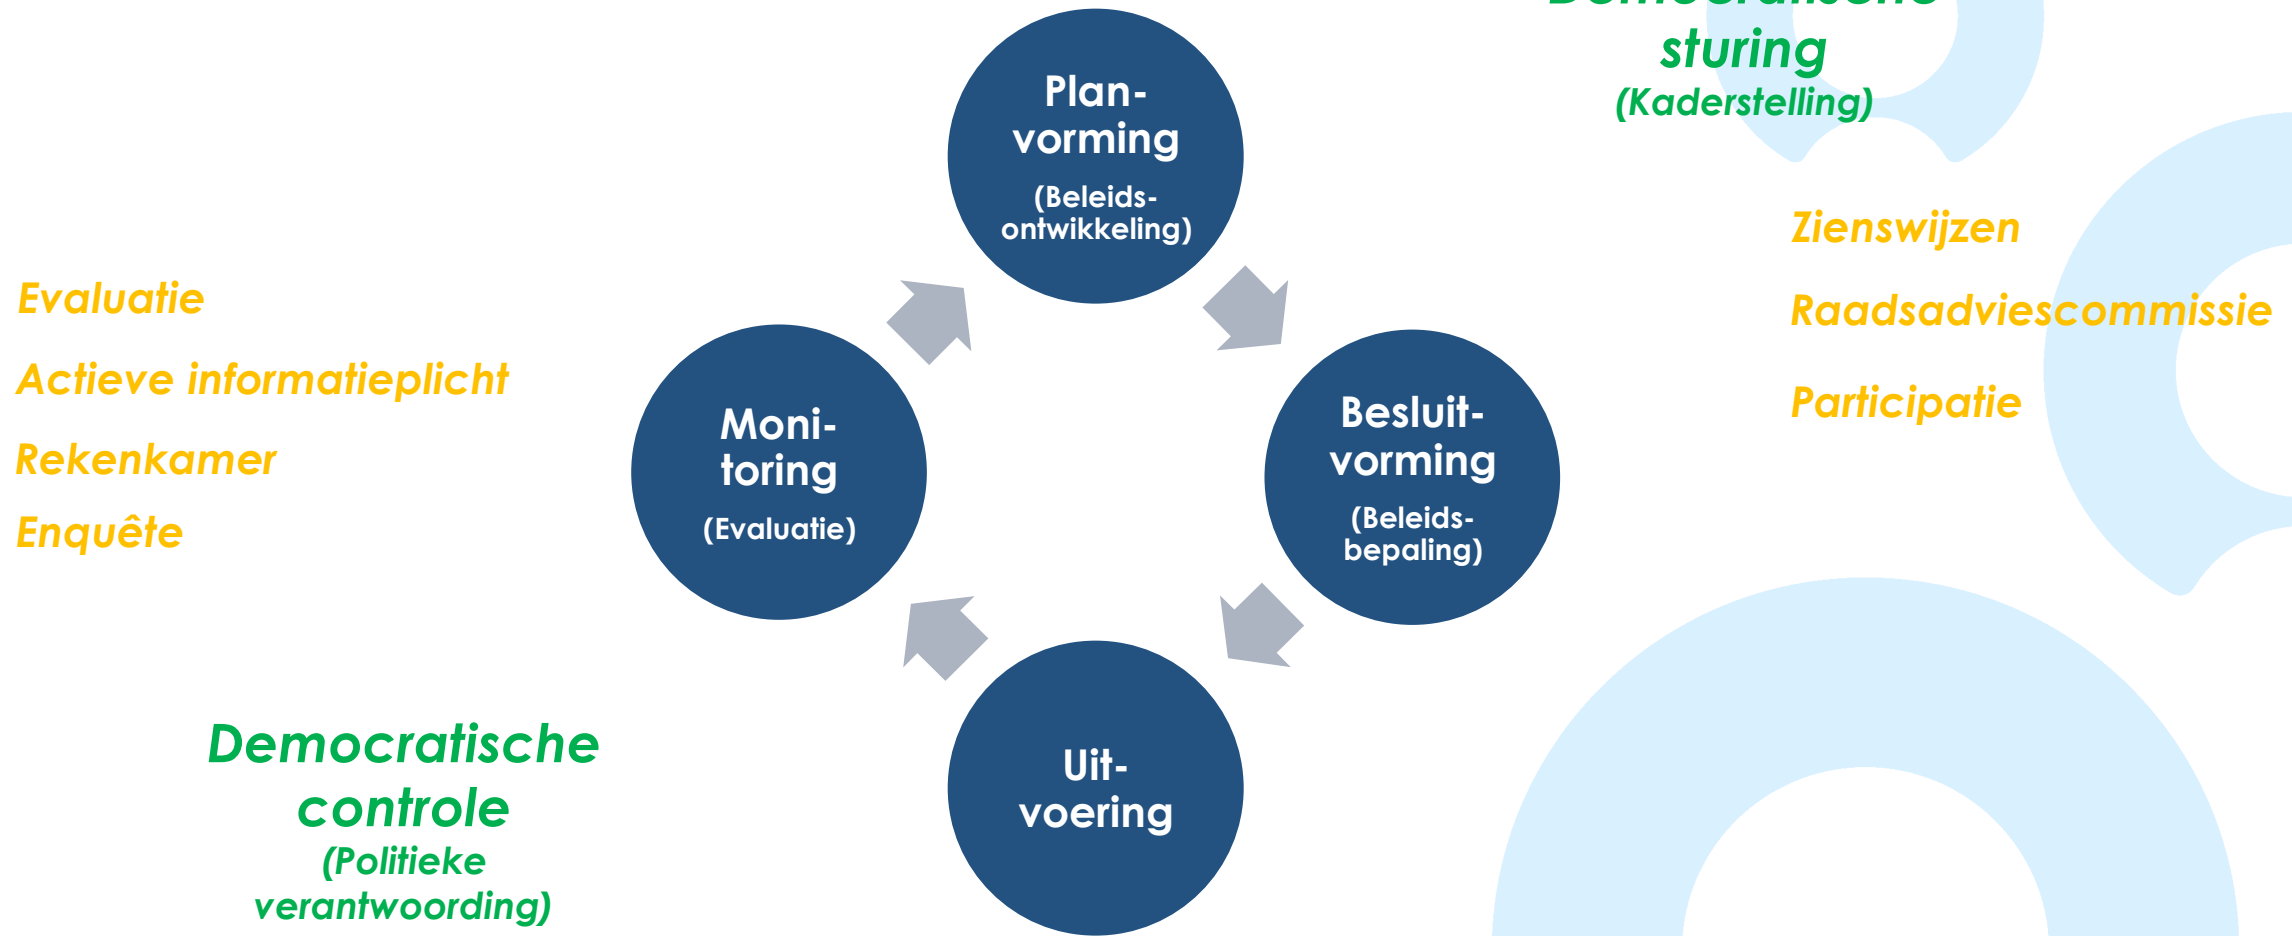 Plan-
vorming
(Beleids-
ontwikkeling)
Democratische
sturing
(Kaderstelling)
Zienswijzen
Raadsadviescommissie
Participatie
Besluit-
vorming
(Beleids-
bepaling)
Uit-
voering
Moni-
toring
(Evaluatie)
Evaluatie
Actieve informatieplicht
Rekenkamer
Enquête
Democratische
controle
(Politieke
verantwoording)